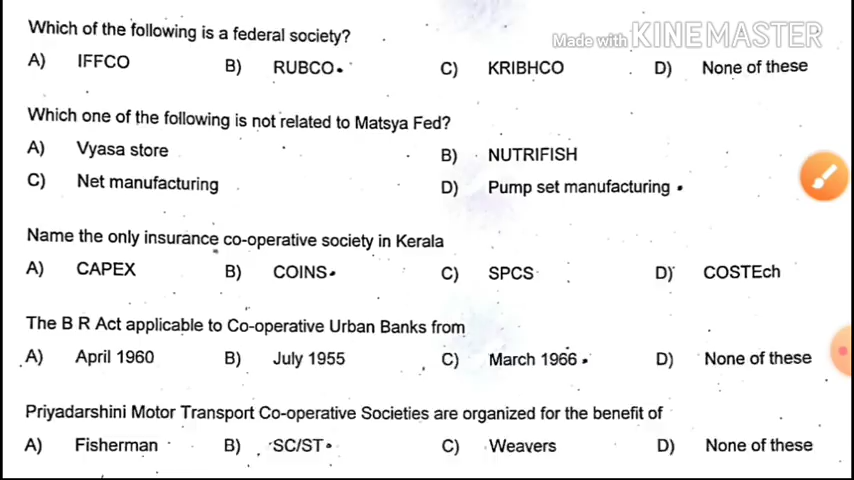 Made with KINEMASTER
Which of the following is a federal society?
A) IFFCO B) RUBCO C) KRIBHCO D) None of these
Which one of the following is not related to Matsya Fed?
A) Vyasa store B) NUTRIFISH
C) Net manufacturing D) Pump set manufacturing
Name the only insurance co-operative society in Kerala
A) CAPEX B) COINS C) SPCS D) COSTEch
The B R Act applicable to Co-operative Urban Banks from
A) April 1960 B) July 1955 C) March 1966 D) None of these
Priyadarshini Motor Transport Co-operative Societies are organized for the benefit of
A) Fisherman B) SC/ST C) Weavers D) None of these